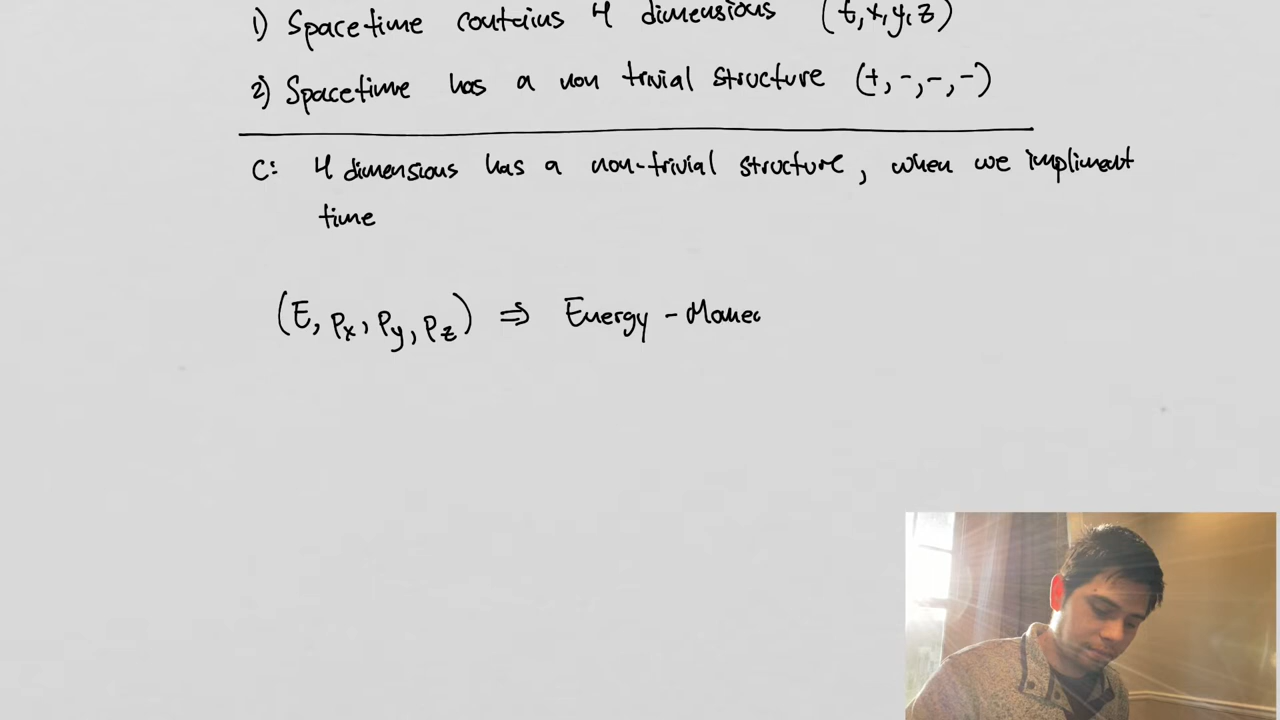 1) Spacetime contains 4 dimensions (t,x,y,z)
2) Spacetime has a non trivial structure (+,-,-,-)
C: 4 dimensions has a non-trivial structure, when we impliment
time
(E, Px, Py, Pz) ⇒ Energy - Mome